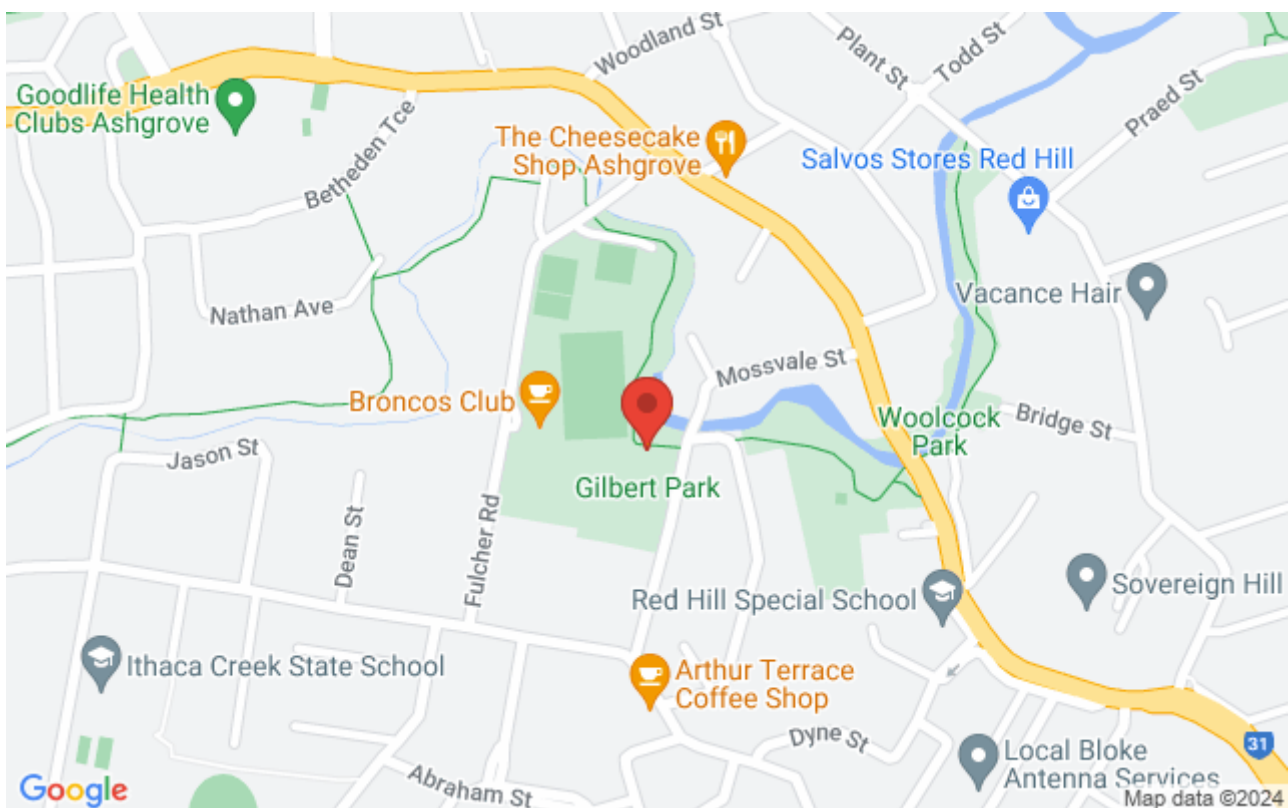 Woodland St
Plant St
Todd St
Praed St
Goodlife Health
Clubs Ashgrove
Betheden Tce
The Cheesecake
Shop Ashgrove
Salvos Stores Red Hill
Nathan Ave
Vacance Hair
Mossvale St
Broncos Club
Woolcock
Park
Bridge St
Jason St
Gilbert Park
Dean St
Fulcher Rd
Red Hill Special School
Sovereign Hill
Ithaca Creek State School
Arthur Terrace
Coffee Shop
Dyne St
31
Local Bloke
Antenna Services
Abraham St
Google
Map data ©2024